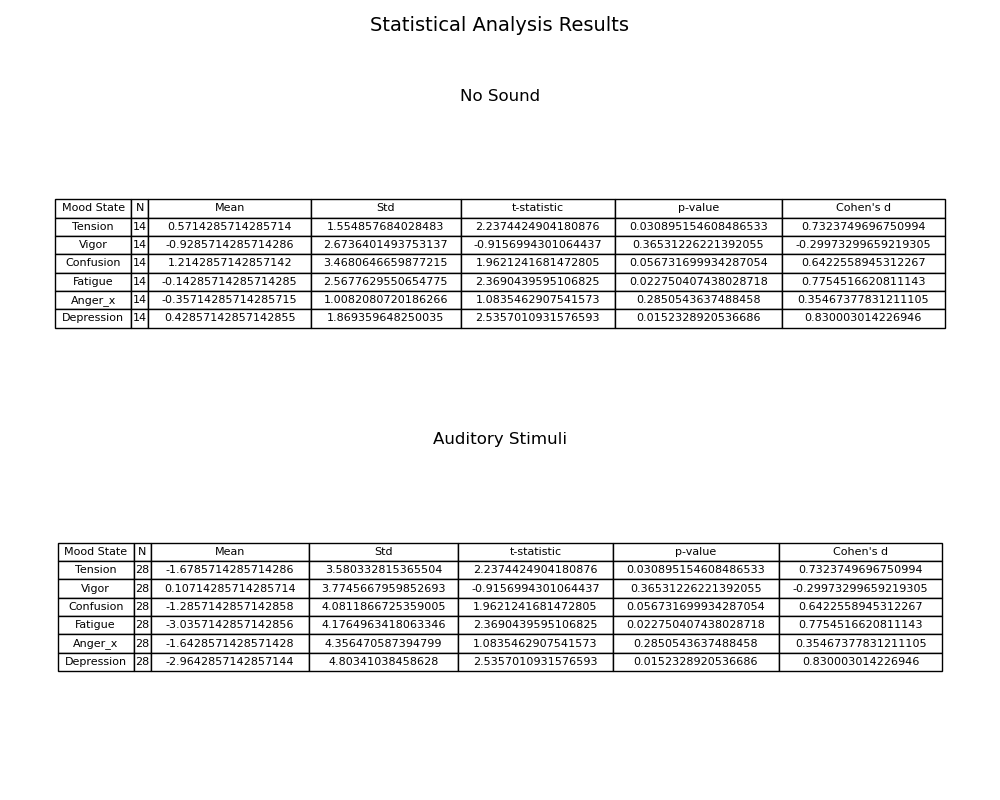 Statistical Analysis Results
No Sound
Mood State N Mean Std t-statistic p-value Cohen's d
Tension 14 0.5714285714285714 1.554857684028483 2.2374424904180876 0.030895154608486533 0.7323749696750994
Vigor 14 -0.9285714285714286 2.6736401493753137 -0.9156994301064437 0.36531226221392055 -0.29973299659219305
Confusion 14 1.2142857142857142 3.4680646659877215 1.9621241681472805 0.056731699934287054 0.6422558945312267
Fatigue 14 -0.14285714285714285 2.5677629550654775 2.3690439595106825 0.022750407438028718 0.7754516620811143
Anger_x 14 -0.35714285714285715 1.0082080720186266 1.0835462907541573 0.2850543637488458 0.35467377831211105
Depression 14 0.42857142857142855 1.869359648250035 2.5357010931576593 0.0152328920536686 0.830003014226946
Auditory Stimuli
Mood State N Mean Std t-statistic p-value Cohen's d
Tension 28 -1.6785714285714286 3.580332815365504 2.2374424904180876 0.030895154608486533 0.7323749696750994
Vigor 28 0.10714285714285714 3.7745667959852693 -0.9156994301064437 0.36531226221392055 -0.29973299659219305
Confusion 28 -1.2857142857142858 4.0811866725359005 1.9621241681472805 0.056731699934287054 0.6422558945312267
Fatigue 28 -3.0357142857142856 4.1764963418063346 2.3690439595106825 0.022750407438028718 0.7754516620811143
Anger_x 28 -1.6428571428571428 4.356470587394799 1.0835462907541573 0.2850543637488458 0.35467377831211105
Depression 28 -2.9642857142857144 4.80341038458628 2.5357010931576593 0.0152328920536686 0.830003014226946